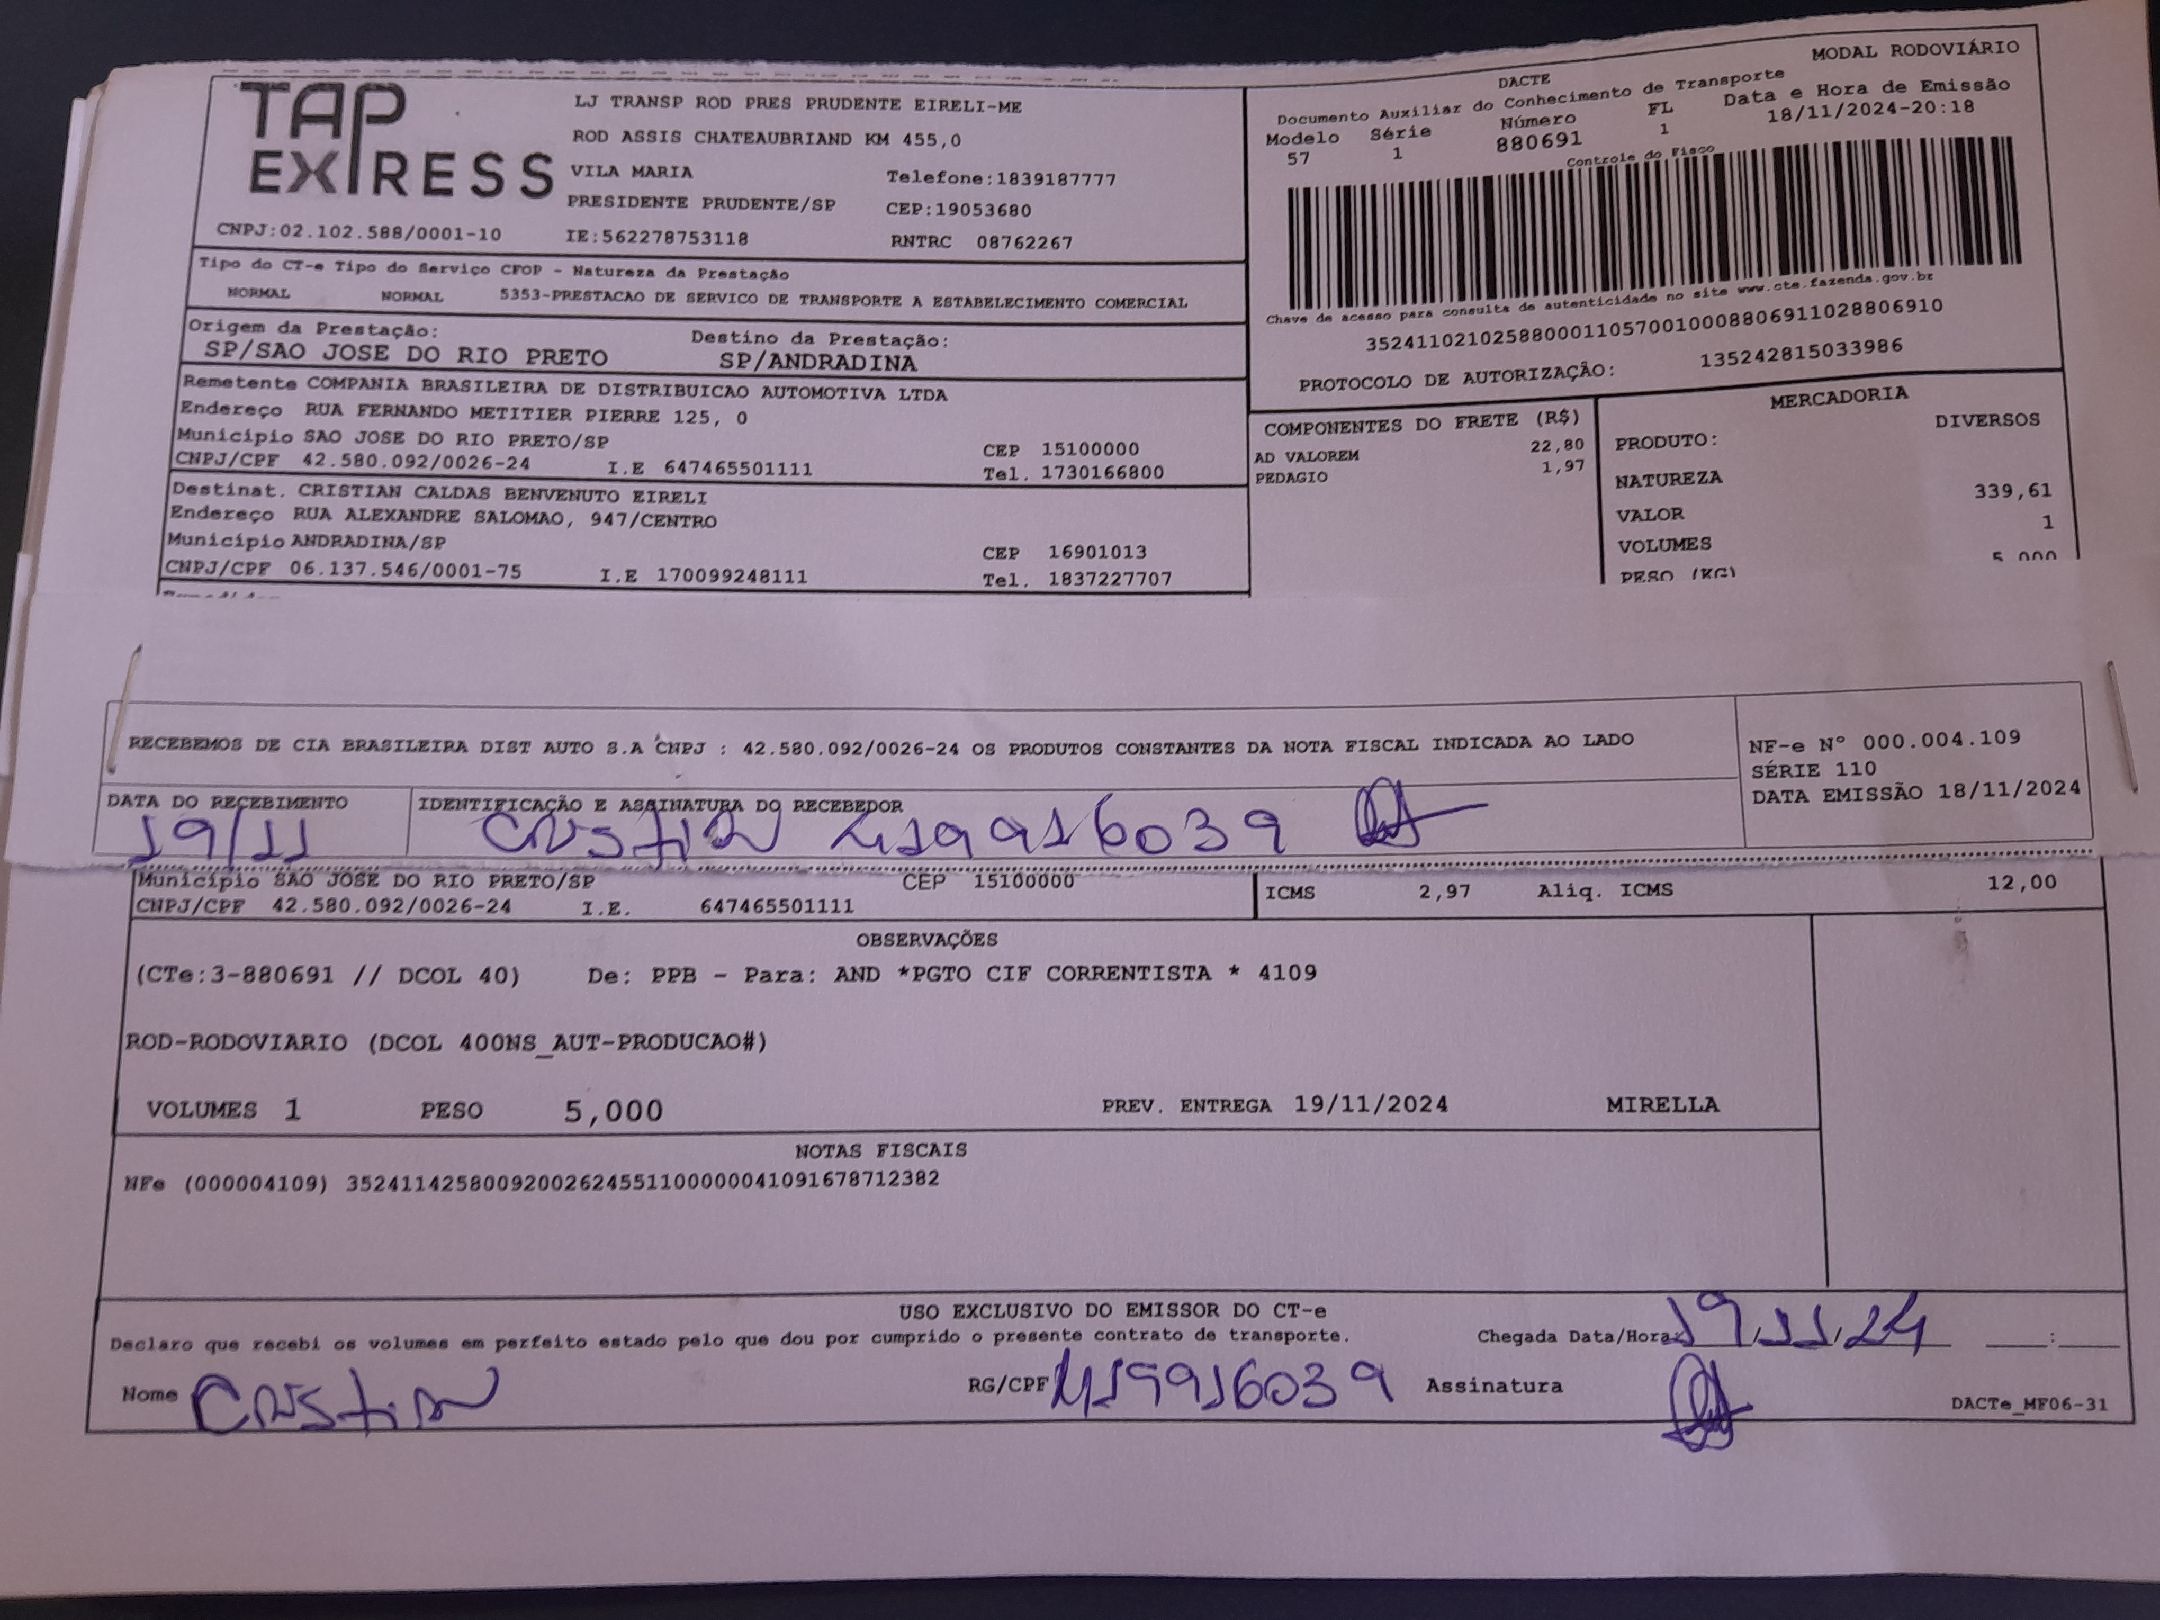 TAP
EXPRESS
LJ TRANSP ROD PRES PRUDENTE EIRELI-ME
ROD ASSIS CHATEAUBRIAND KM 455,0
VILA MARIA Telefone:1839187777
PRESIDENTE PRUDENTE/SP CEP:19053680
CNPJ:02.102.588/0001-10 IE:562278753118 RNTRC 08762267
Tipo do CT-e Tipo do Serviço CFOP - Natureza da Prestação
NORMAL NORMAL 5353-PRESTACAO DE SERVICO DE TRANSPORTE A ESTABELECIMENTO COMERCIAL
Origem da Prestação: Destino da Prestação:
SP/SAO JOSE DO RIO PRETO SP/ANDRADINA
Remetente COMPANIA BRASILEIRA DE DISTRIBUICAO AUTOMOTIVA LTDA
Endereço RUA FERNANDO METITIER PIERRE 125, 0
Município SAO JOSE DO RIO PRETO/SP CEP 15100000
CNPJ/CPF 42.580.092/0026-24 I.E 647465501111 Tel. 1730166800
Destinat. CRISTIAN CALDAS BENVENUTO EIRELI
Endereço RUA ALEXANDRE SALOMAO, 947/CENTRO
Município ANDRADINA/SP CEP 16901013
CNPJ/CPF 06.137.546/0001-75 I.E 170099248111 Tel. 1837227707
MODAL RODOVIÁRIO
DACTE
Documento Auxiliar do Conhecimento de Transporte
Modelo Série Número FL Data e Hora de Emissão
57 1 880691 1 18/11/2024-20:18
Controle do Fisco
Chave de acesso para consulta de autenticidade no site www.cte.fazenda.gov.br
35241102102588000110570010008806911028806910
PROTOCOLO DE AUTORIZAÇÃO: 135242815033986
COMPONENTES DO FRETE (R$)
AD VALOREM 22,80
PEDAGIO 1,97
MERCADORIA
PRODUTO: DIVERSOS
NATUREZA
VALOR 339,61
VOLUMES 1
PESO (KG) 5,000
RECEBEMOS DE CIA BRASILEIRA DIST AUTO S.A CNPJ : 42.580.092/0026-24 OS PRODUTOS CONSTANTES DA NOTA FISCAL INDICADA AO LADO
NF-e Nº 000.004.109
SÉRIE 110
DATA EMISSÃO 18/11/2024
DATA DO RECEBIMENTO IDENTIFICAÇÃO E ASSINATURA DO RECEBEDOR
19/11 Cristian 419916039
Município SAO JOSE DO RIO PRETO/SP CEP 15100000
CNPJ/CPF 42.580.092/0026-24 I.E. 647465501111
ICMS 2,97 Aliq. ICMS 12,00
OBSERVAÇÕES
(CTe:3-880691 // DCOL 40) De: PPB - Para: AND *PGTO CIF CORRENTISTA * 4109
ROD-RODOVIARIO (DCOL 400NS_AUT-PRODUCAO#)
VOLUMES 1 PESO 5,000 PREV. ENTREGA 19/11/2024 MIRELLA
NOTAS FISCAIS
NFe (000004109) 35241142580092002624551100000041091678712382
USO EXCLUSIVO DO EMISSOR DO CT-e
Declaro que recebi os volumes em perfeito estado pelo que dou por cumprido o presente contrato de transporte. Chegada Data/Hora: 19/11/24 :
Nome Cristian RG/CPF 419916039 Assinatura
DACTe_MF06-31